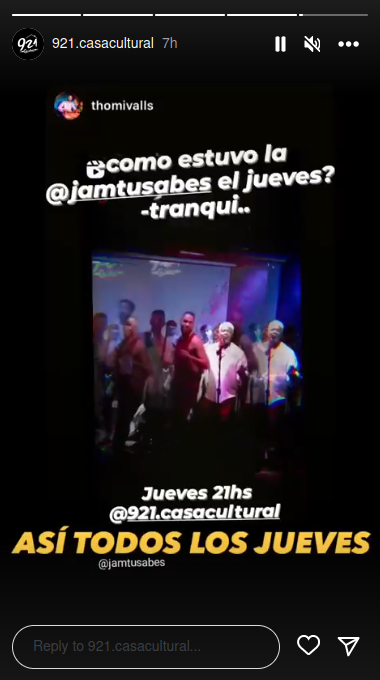 921
921.casacultural 7h
thomivalls
¿como estuvo la
@jamtusabes el jueves?
-tranqui..
Jueves 21hs
@921.casacultural
ASÍ TODOS LOS JUEVES
@jamtusabes
Reply to 921.casacultural...